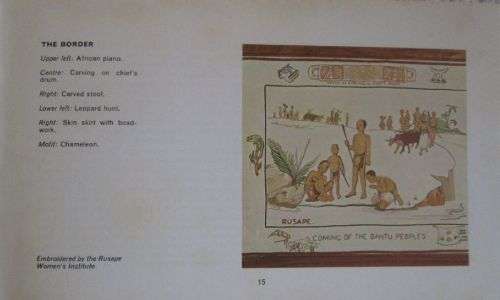 THE BORDER
Upper left: African piano.
Centre: Carving on chief's
drum.
Right: Carved stool.
Lower left: Leopard hunt.
Right: Skin skirt with bead-
work.
Motif: Chameleon.
Embroidered by the Rusape
Women's Institute
RUSAPE
COMING OF THE BANTU PEOPLES
15